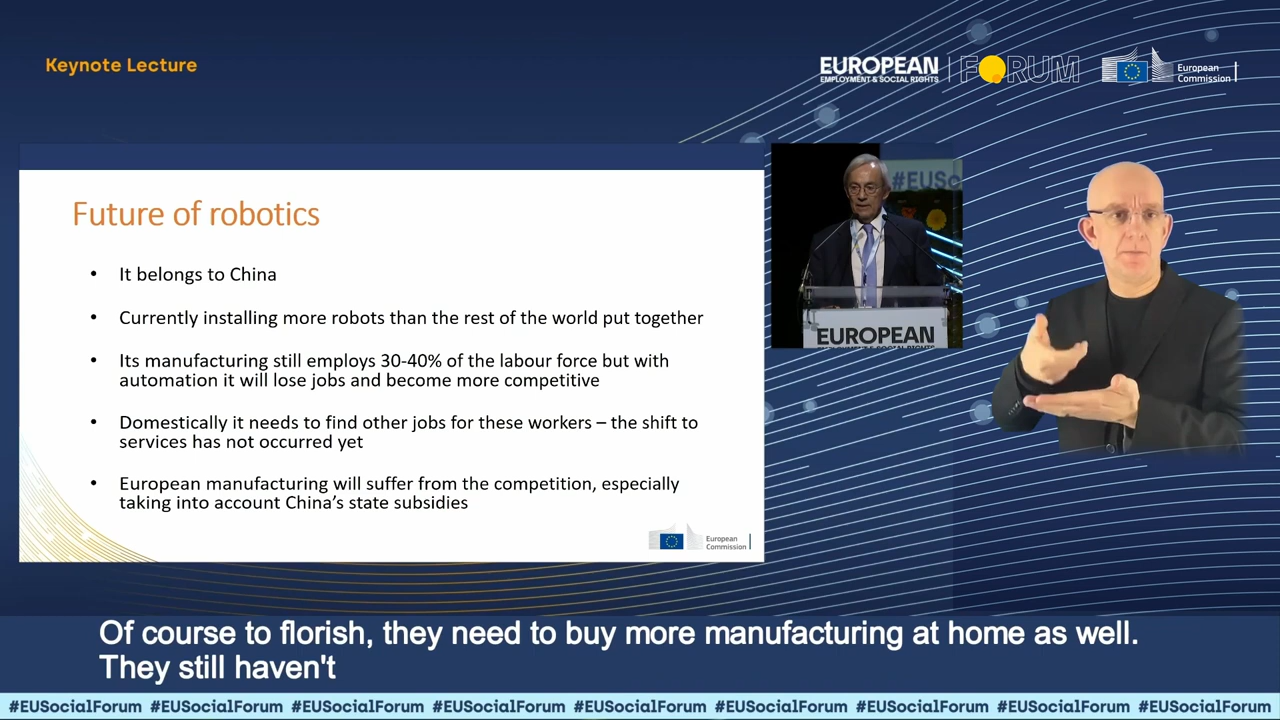 Keynote Lecture
EUROPEAN
EMPLOYMENT & SOCIAL RIGHTS
FORUM
European
Commission
Future of robotics
• It belongs to China
• Currently installing more robots than the rest of the world put together
• Its manufacturing still employs 30-40% of the labour force but with
automation it will lose jobs and become more competitive
• Domestically it needs to find other jobs for these workers – the shift to
services has not occurred yet
• European manufacturing will suffer from the competition, especially
taking into account China's state subsidies
European
Commission
#EUSo
EUROPEAN
EMPLOYMENT & SOCIAL RIGHTS
Of course to florish, they need to buy more manufacturing at home as well.
They still haven't
#EUSocialForum #EUSocialForum #EUSocialForum #EUSocialForum #EUSocialForum #EUSocialForum #EUSocialForum #EUSocialForum #EUSocialForum